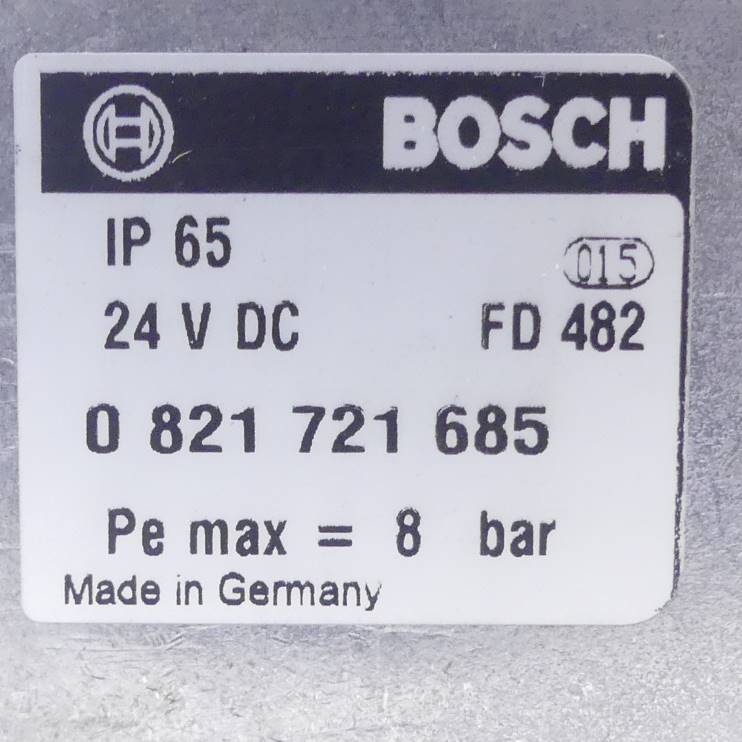 BOSCH
IP 65
015
24 V DC FD 482
0 821 721 685
Pe max = 8 bar
Made in Germany